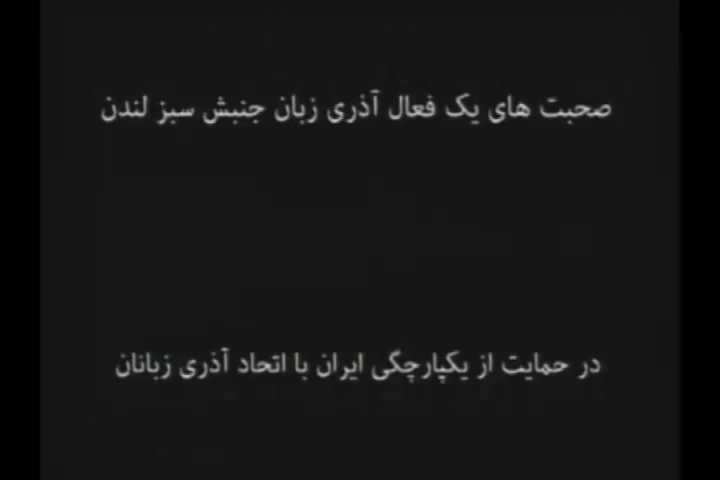 صحبت های یک فعال آذری زبان جنبش سبز لندن
در حمایت از یکپارچگی ایران با اتحاد آذری زبانان